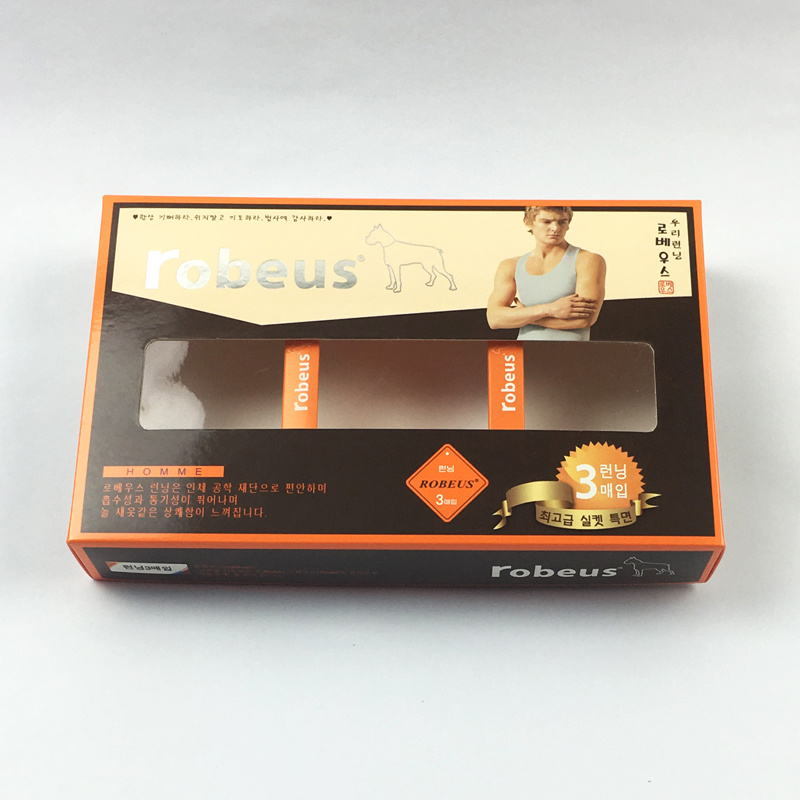 ♥항상 기뻐하라.쉬지말고 기도하라.범사에 감사하라.♥
robeus®
우리런닝
로베우스
robeus®
robeus®
HOMME
로베우스 런닝은 인체 공학 재단으로 편안하며
흡수성과 통기성이 뛰어나며
늘 새옷같은 상쾌함이 느껴집니다.
런닝
ROBEUS®
3매입
3 런닝
매입
최고급 실켓 특면
런닝3매입
robeus